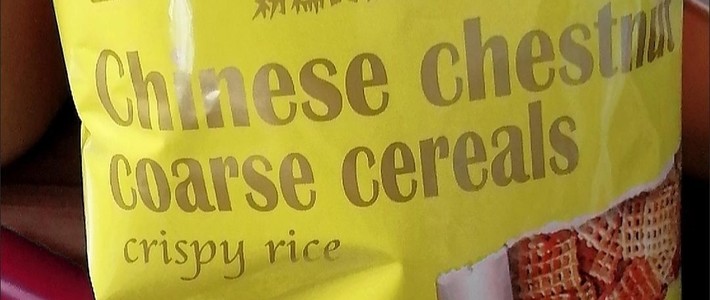 Chinese chestnut
coarse cereals
crispy rice